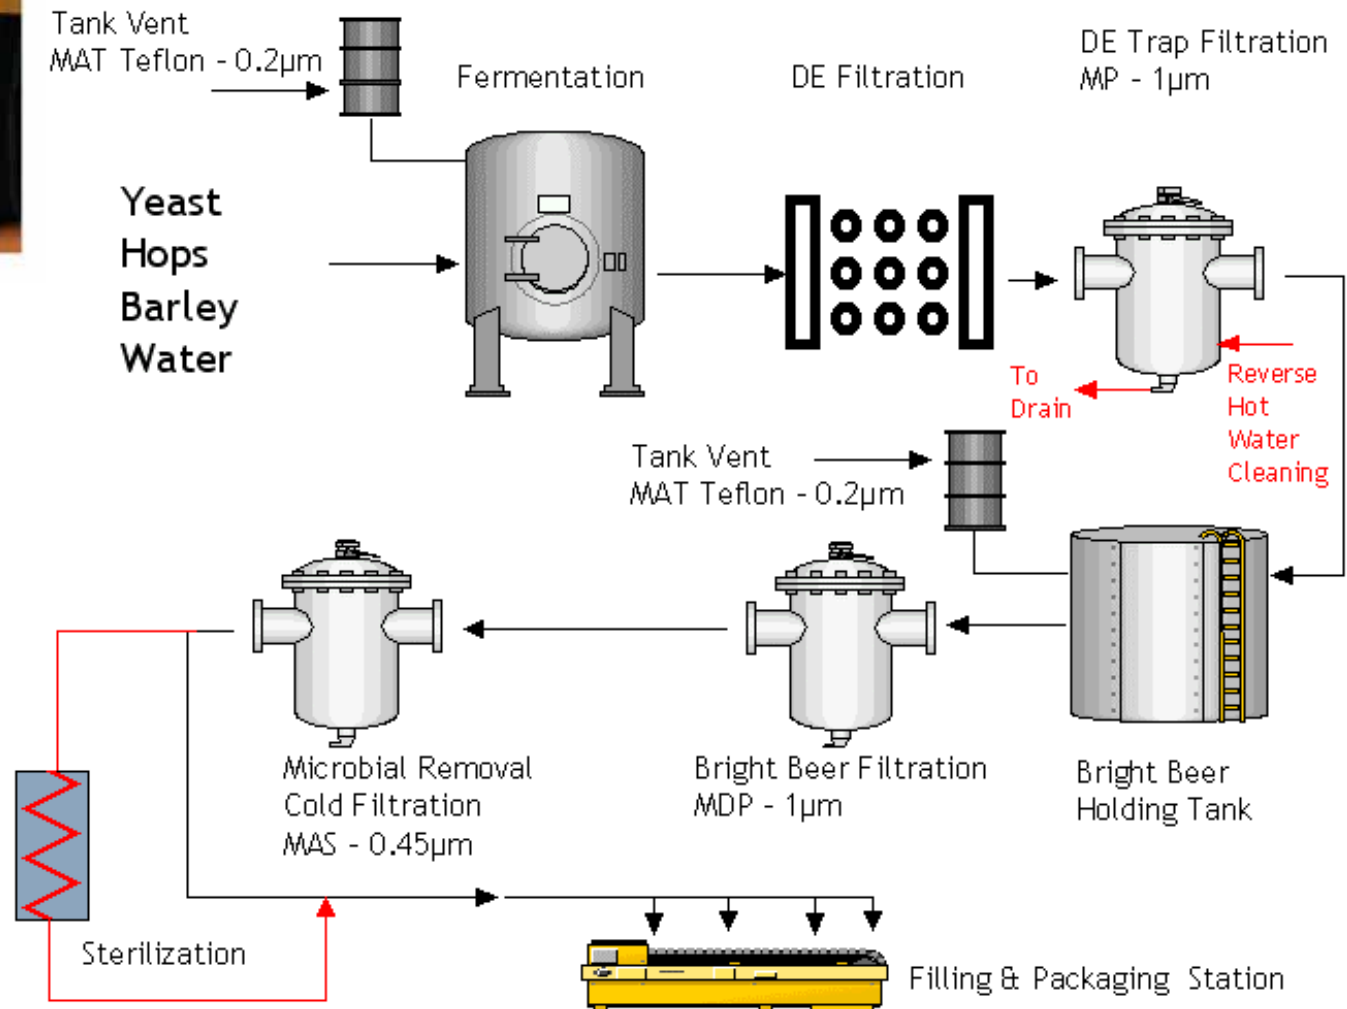 Tank Vent
MAT Teflon - 0.2µm
Fermentation
DE Filtration
DE Trap Filtration
MP - 1µm
Yeast
Hops
Barley
Water
To
Drain
Reverse
Hot
Water
Cleaning
Tank Vent
MAT Teflon - 0.2µm
Microbial Removal
Cold Filtration
MAS - 0.45µm
Bright Beer Filtration
MDP - 1µm
Bright Beer
Holding Tank
Sterilization
Filling & Packaging Station